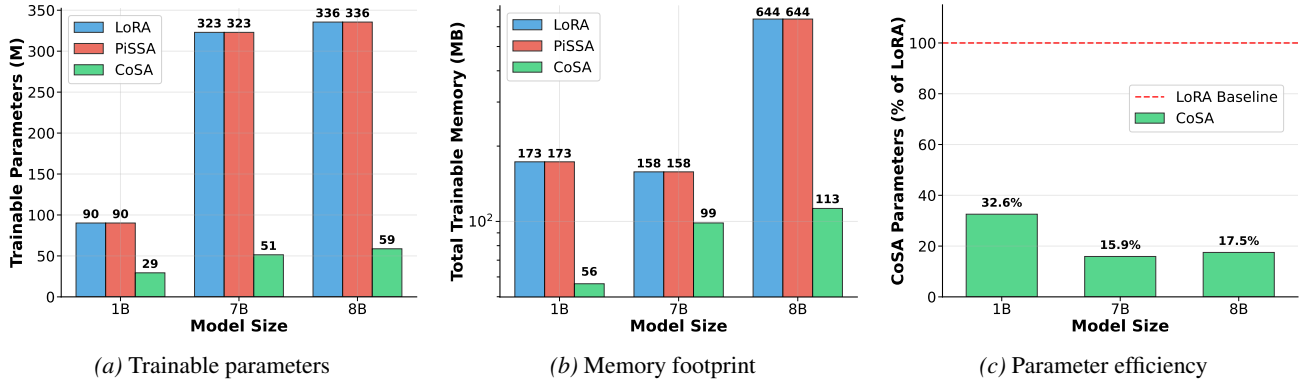 Trainable Parameters (M)
350
300
250
200
150
100
50
0
LoRA
PiSSA
CoSA
90 90 29
323 323 51
336 336 59
1B 7B 8B
Model Size
(a) Trainable parameters
Total Trainable Memory (MB)
10²
LoRA
PiSSA
CoSA
173 173 56
158 158 99
644 644 113
1B 7B 8B
Model Size
(b) Memory footprint
CoSA Parameters (% of LoRA)
100
80
60
40
20
0
LoRA Baseline
CoSA
32.6% 15.9% 17.5%
1B 7B 8B
Model Size
(c) Parameter efficiency